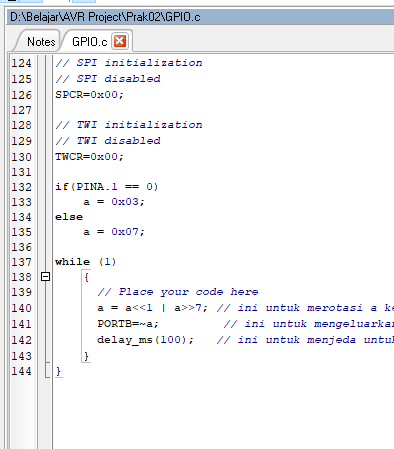 D:\Belajar\AVR Project\Prak02\GPIO.c
Notes GPIO.c
124 // SPI initialization
125 // SPI disabled
126 SPCR=0x00;
127
128 // TWI initialization
129 // TWI disabled
130 TWCR=0x00;
131
132 if(PINA.1 == 0)
133 a = 0x03;
134 else
135 a = 0x07;
136
137 while (1)
138 {
139 // Place your code here
140 a = a<<1 | a>>7; // ini untuk merotasi a ke
141 PORTB=~a; // ini untuk mengeluarkan
142 delay_ms(100); // ini untuk menjeda untuk
143 }
144 }